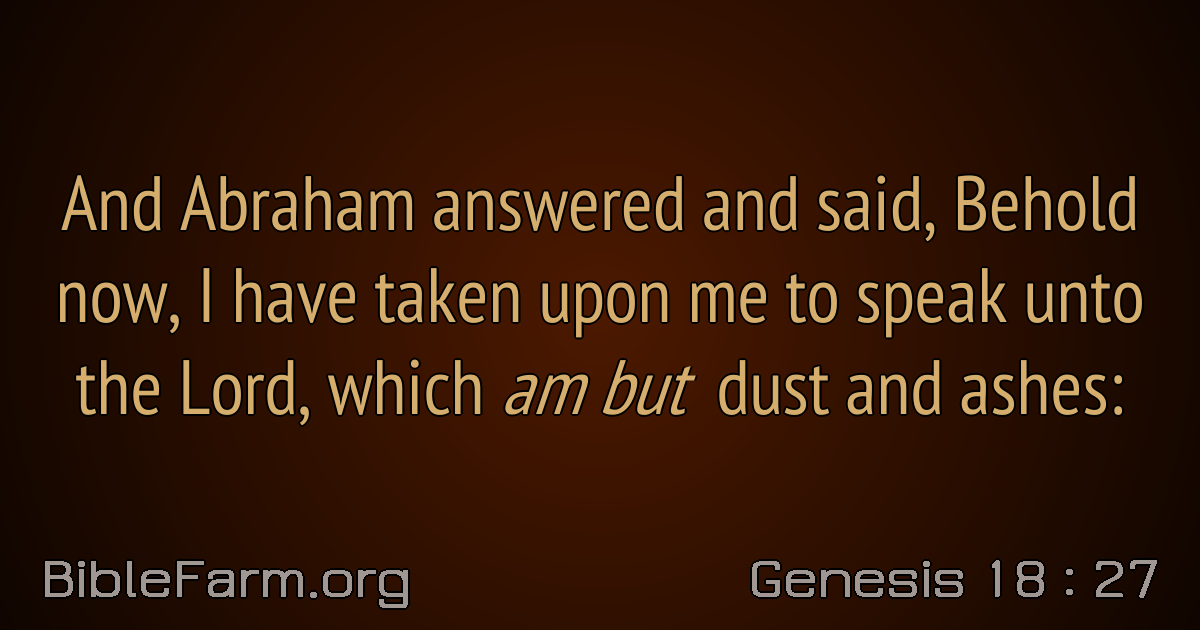 And Abraham answered and said, Behold
now, I have taken upon me to speak unto
the Lord, which am but dust and ashes:
BibleFarm.org
Genesis 18 : 27